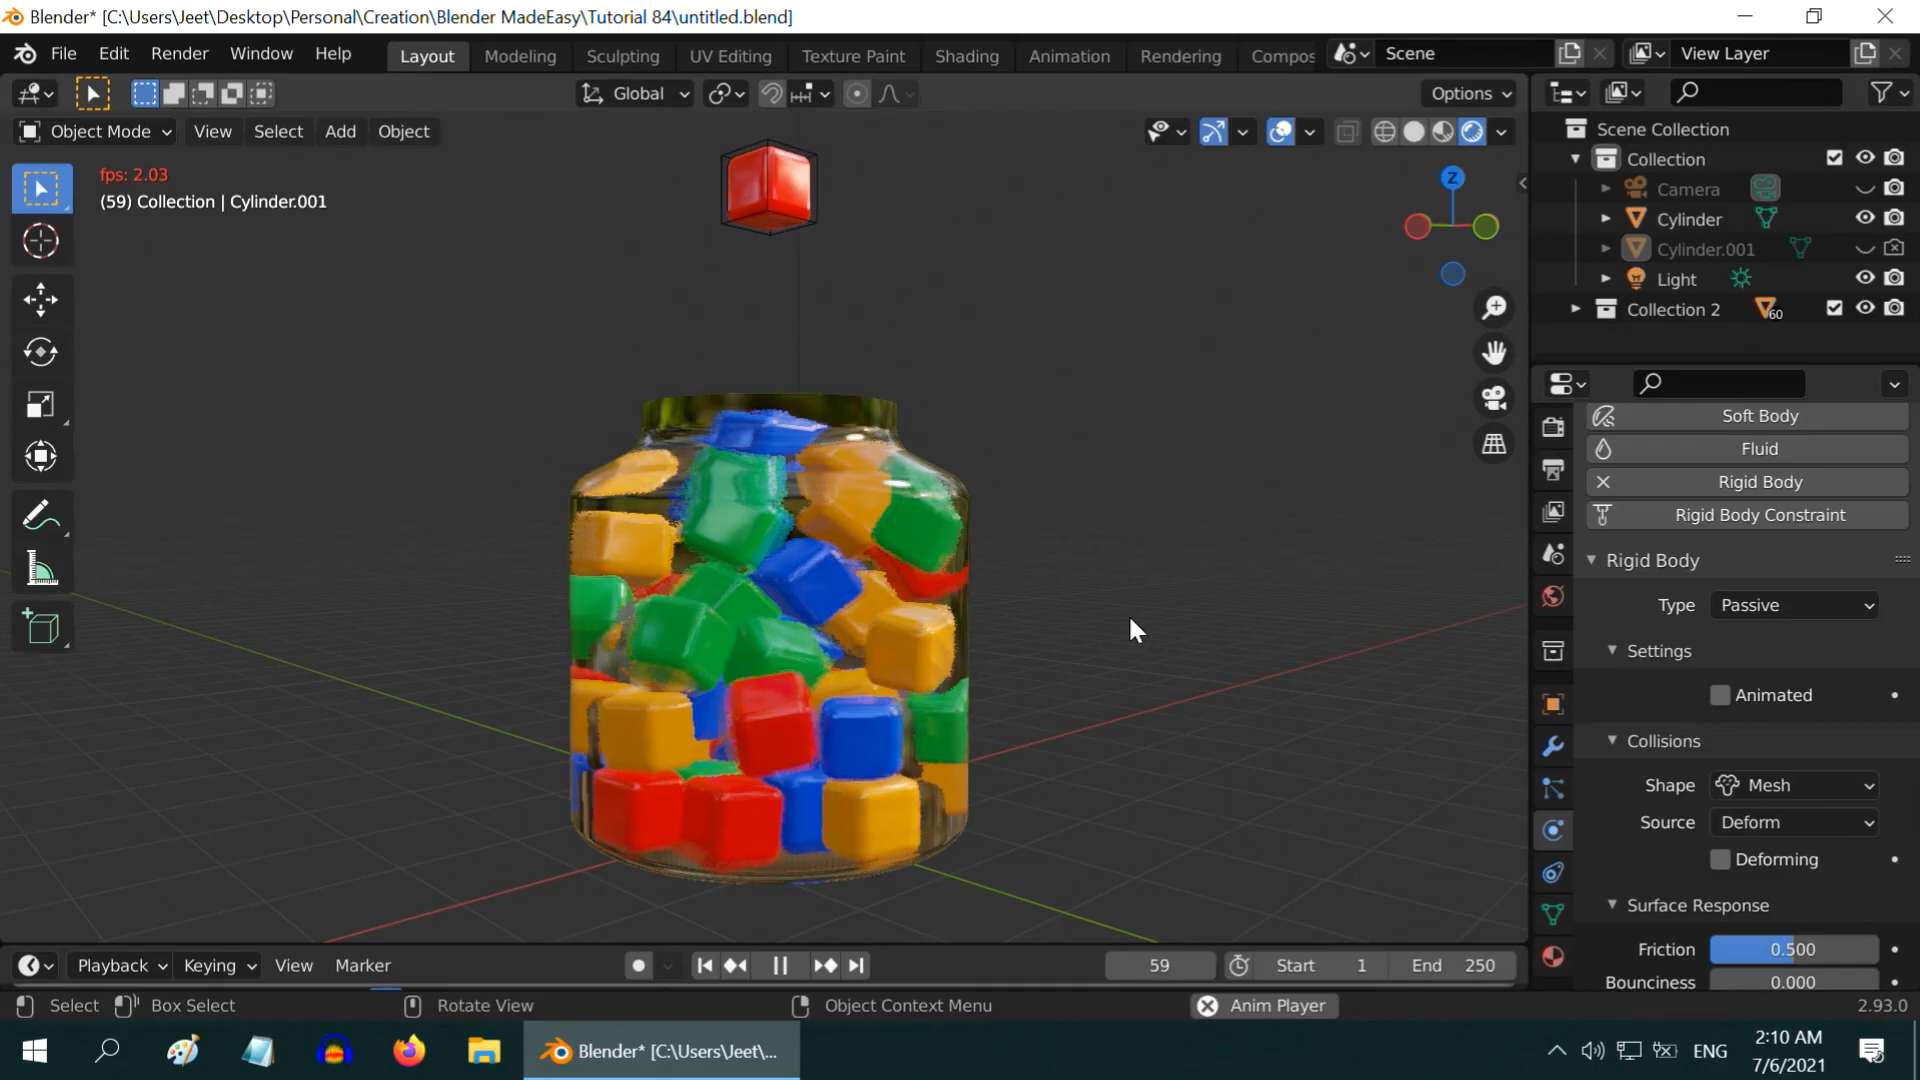 Blender* [C:\Users\Jeet\Desktop\Personal\Creation\Blender MadeEasy\Tutorial 84\untitled.blend]
File Edit Render Window Help Layout Modeling Sculpting UV Editing Texture Paint Shading Animation Rendering Compos Scene View Layer
Global Options
Object Mode View Select Add Object
fps: 2.03
(59) Collection | Cylinder.001
Z
Scene Collection
Collection
Camera
Cylinder
Cylinder.001
Light
Collection 2 60
Soft Body
Fluid
Rigid Body
Rigid Body Constraint
Rigid Body
Type Passive
Settings
Animated
Collisions
Shape Mesh
Source Deform
Deforming
Surface Response
Friction 0.500
Bounciness 0.000
Playback Keying View Marker 59 Start 1 End 250
Select Box Select Rotate View Object Context Menu Anim Player 2.93.0
Blender* [C:\Users\Jeet\... ENG 2:10 AM
7/6/2021